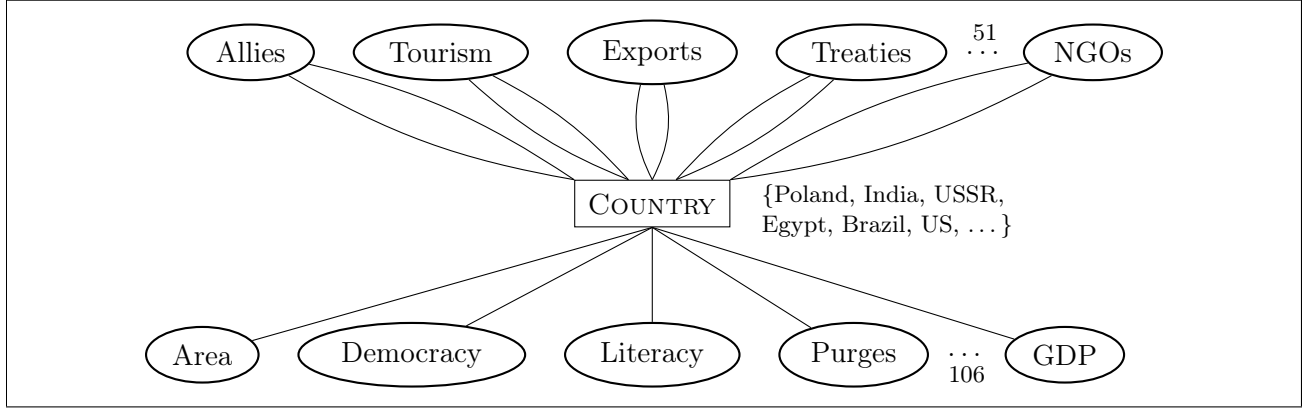 Allies Tourism Exports Treaties 51 ... NGOs
COUNTRY {Poland, India, USSR,
Egypt, Brazil, US, ...}
Area Democracy Literacy Purges ... GDP
106